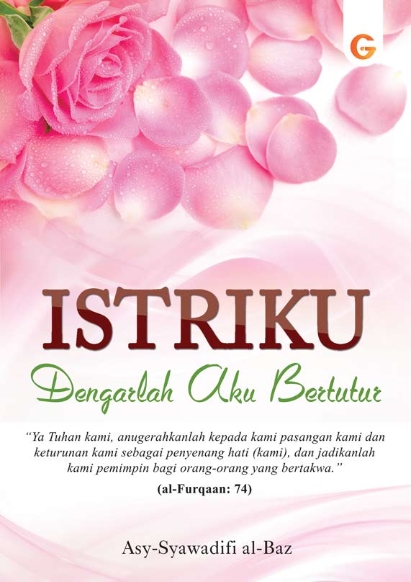 G
ISTRIKU
Dengarlah Aku Bertutur
“Ya Tuhan kami, anugerahkanlah kepada kami pasangan kami dan
keturunan kami sebagai penyenang hati (kami), dan jadikanlah
kami pemimpin bagi orang-orang yang bertakwa.”
(al-Furqaan: 74)
Asy-Syawadifi al-Baz